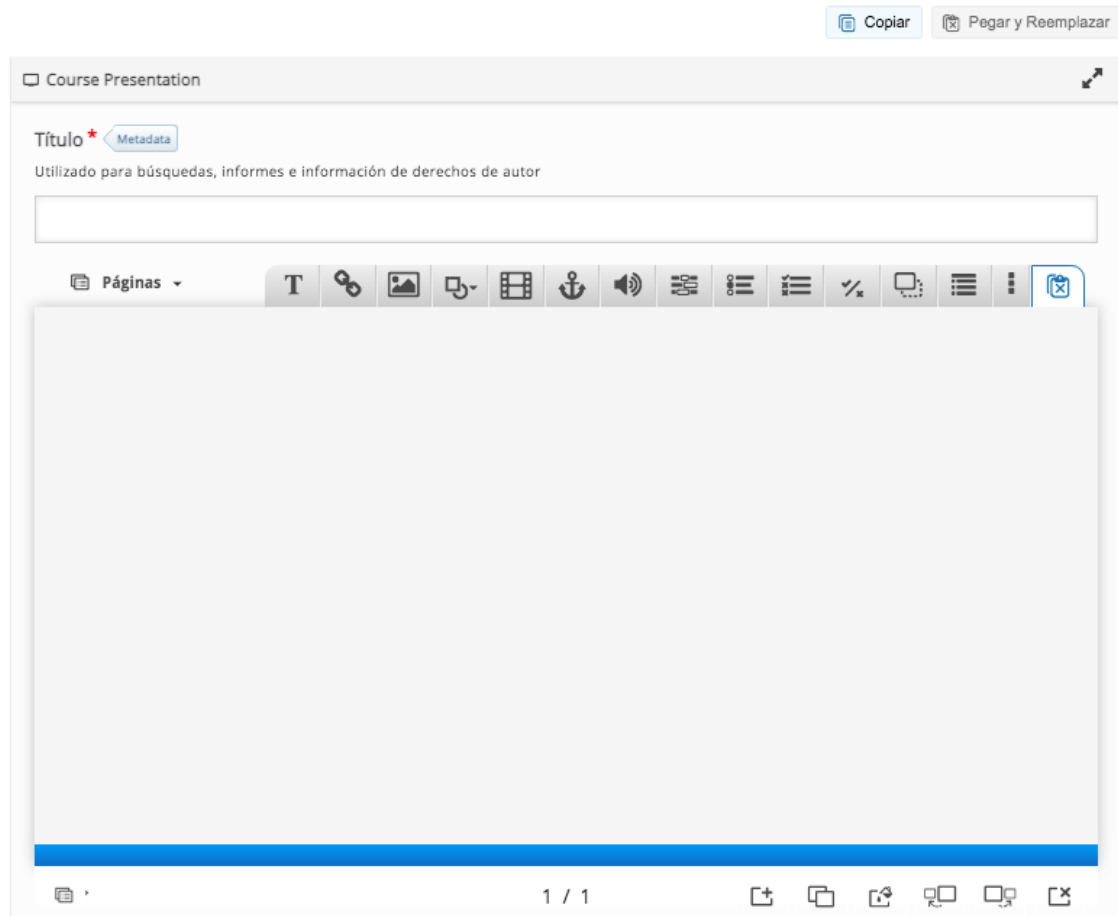 Copiar Pegar y Reemplazar
Course Presentation
Título * Metadata
Utilizado para búsquedas, informes e información de derechos de autor
Páginas T
1 / 1